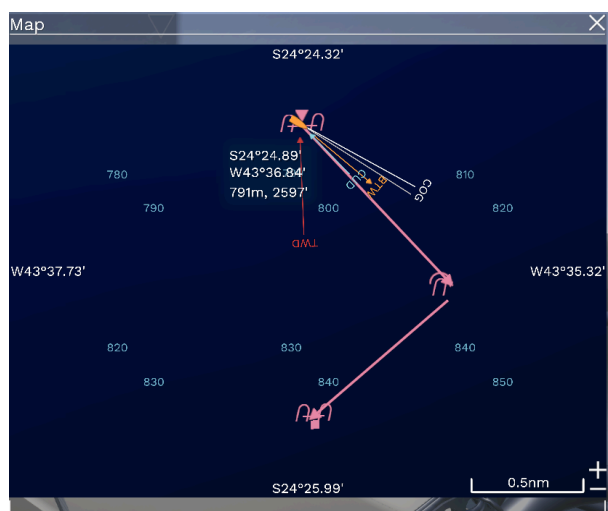 Map
S24°24.32'
S24°24.89'
W43°36.84'
791m, 2597'
780
790
800
810
820
CUD
BTW
COG
TWD
W43°37.73'
W43°35.32'
820
830
830
840
840
850
0.5nm
S24°25.99'